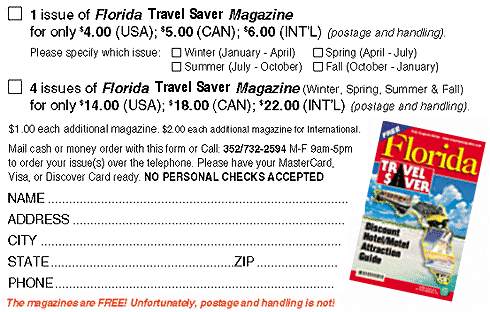 1 issue of Florida Travel Saver Magazine
for only $4.00 (USA); $5.00 (CAN); $6.00 (INT'L) (postage and handling).
Please specify which issue: Winter (January - April) Spring (April - July)
Summer (July - October) Fall (October - January)
4 issues of Florida Travel Saver Magazine (Winter, Spring, Summer & Fall)
for only $14.00 (USA); $18.00 (CAN); $22.00 (INT'L) (postage and handling).
$1.00 each additional magazine. $2.00 each additional magazine for International.
Mail cash or money order with this form or Call: 352/732-2594 M-F 9am-5pm
to order your issue(s) over the telephone. Please have your MasterCard,
Visa, or Discover Card ready. NO PERSONAL CHECKS ACCEPTED
NAME
ADDRESS
CITY
STATE ZIP
PHONE
The magazines are FREE! Unfortunately, postage and handling is not!
FREE
Florida
TRAVEL
SAVER
Discount
Hotel/Motel
Attraction
Guide